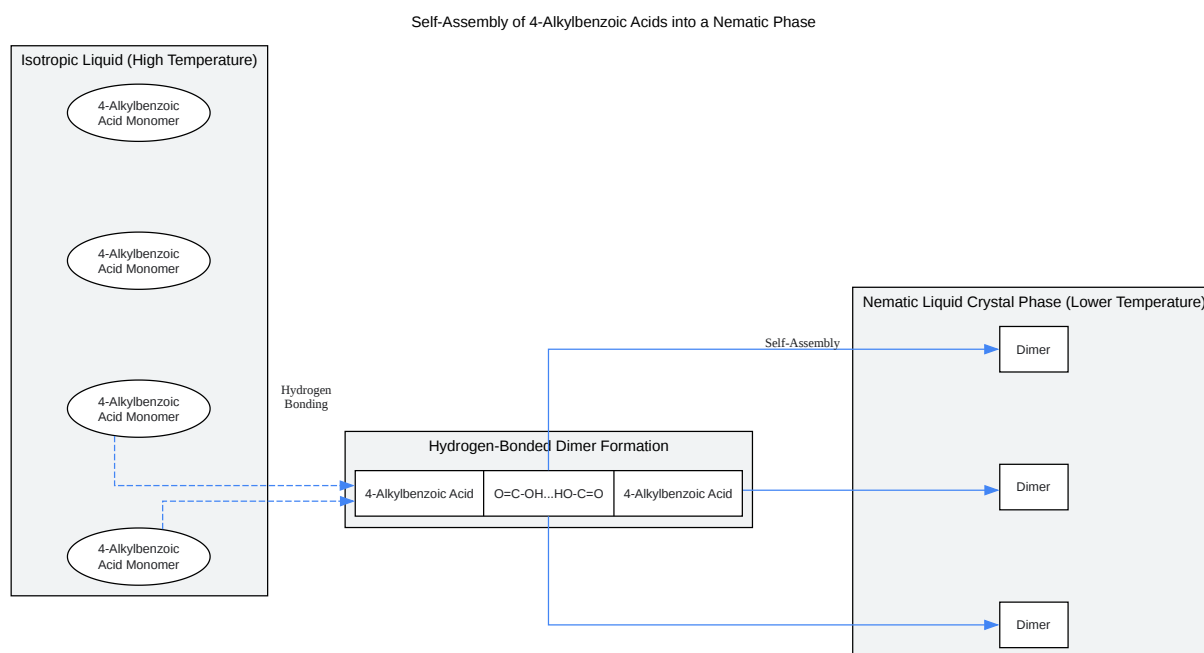 Self-Assembly of 4-Alkylbenzoic Acids into a Nematic Phase
Isotropic Liquid (High Temperature)
4-Alkylbenzoic
Acid Monomer
4-Alkylbenzoic
Acid Monomer
4-Alkylbenzoic
Acid Monomer
4-Alkylbenzoic
Acid Monomer
Hydrogen
Bonding
Hydrogen-Bonded Dimer Formation
4-Alkylbenzoic Acid
O=C-OH...HO-C=O
4-Alkylbenzoic Acid
Self-Assembly
Nematic Liquid Crystal Phase (Lower Temperature)
Dimer
Dimer
Dimer